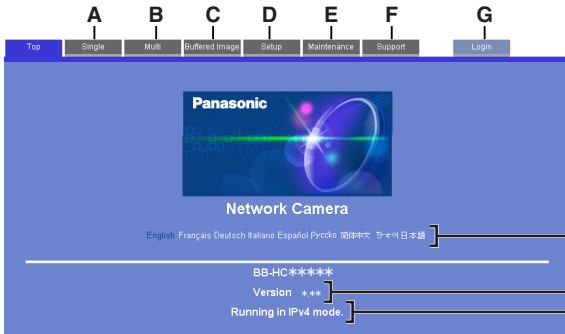 A B C D E F G
Top Single Multi Buffered Image Setup Maintenance Support Login
Panasonic
Network Camera
English Français Deutsch Italiano Español Русско 简体中文 한국어 日本語
BB-HC*****
Version *.**
Running in IPv4 mode.